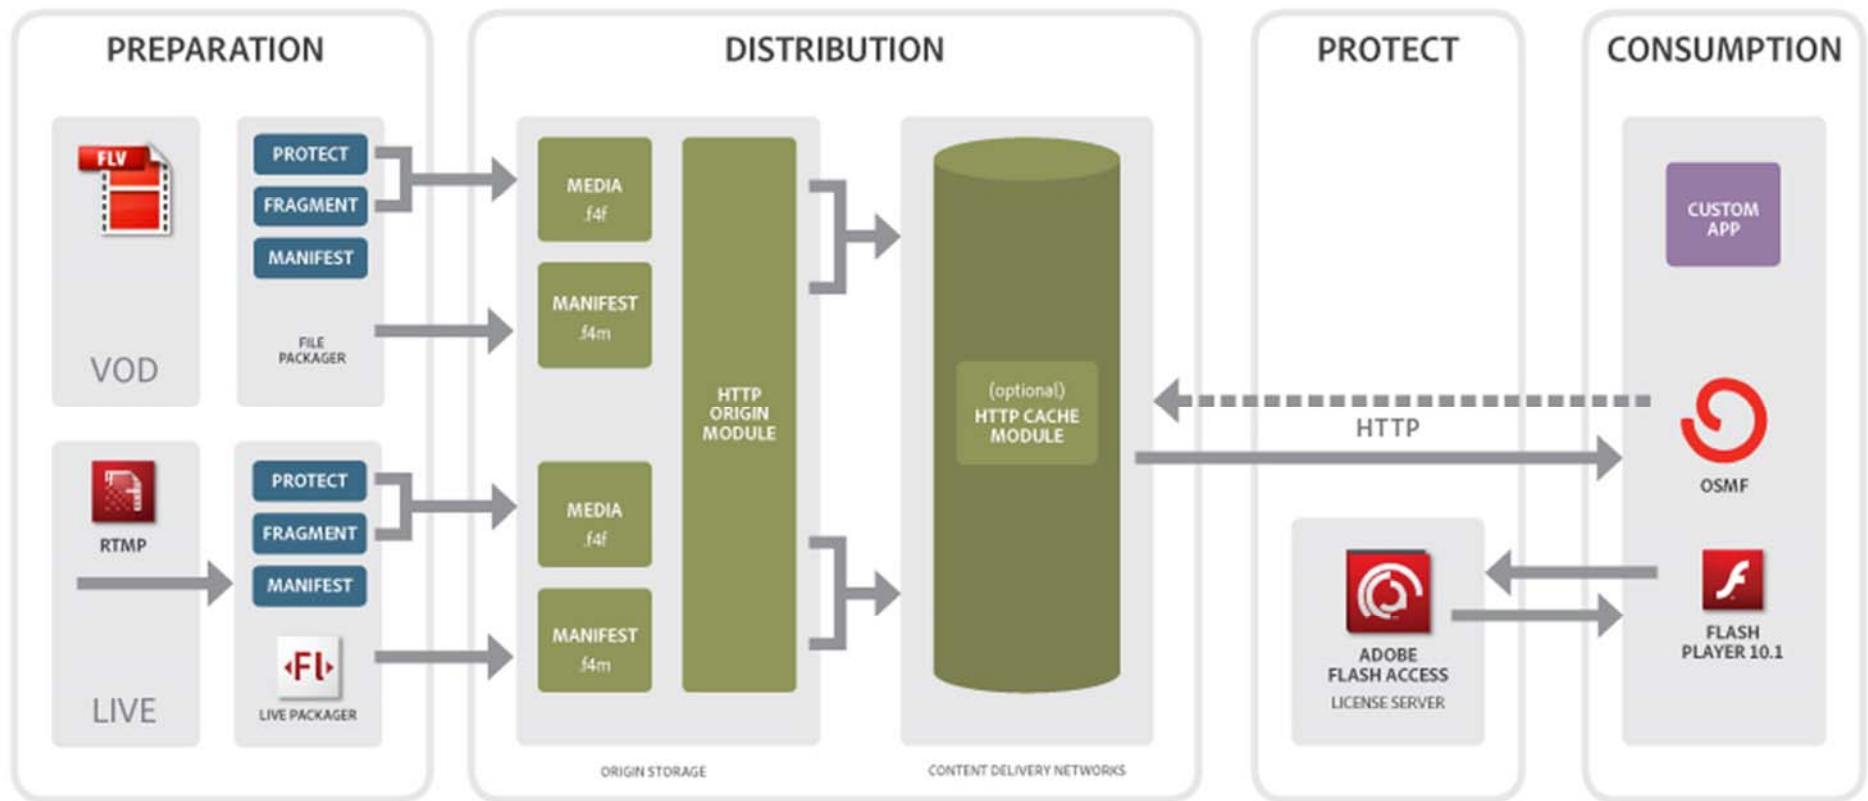 PREPARATION
FLV
VOD
PROTECT
FRAGMENT
MANIFEST
FILE
PACKAGER
RTMP
LIVE
PROTECT
FRAGMENT
MANIFEST
Fl
LIVE PACKAGER
DISTRIBUTION
MEDIA
.f4f
MANIFEST
.f4m
MEDIA
.f4f
MANIFEST
.f4m
HTTP
ORIGIN
MODULE
ORIGIN STORAGE
(optional)
HTTP CACHE
MODULE
CONTENT DELIVERY NETWORKS
PROTECT
HTTP
ADOBE
FLASH ACCESS
LICENSE SERVER
CONSUMPTION
CUSTOM
APP
OSMF
FLASH
PLAYER 10.1